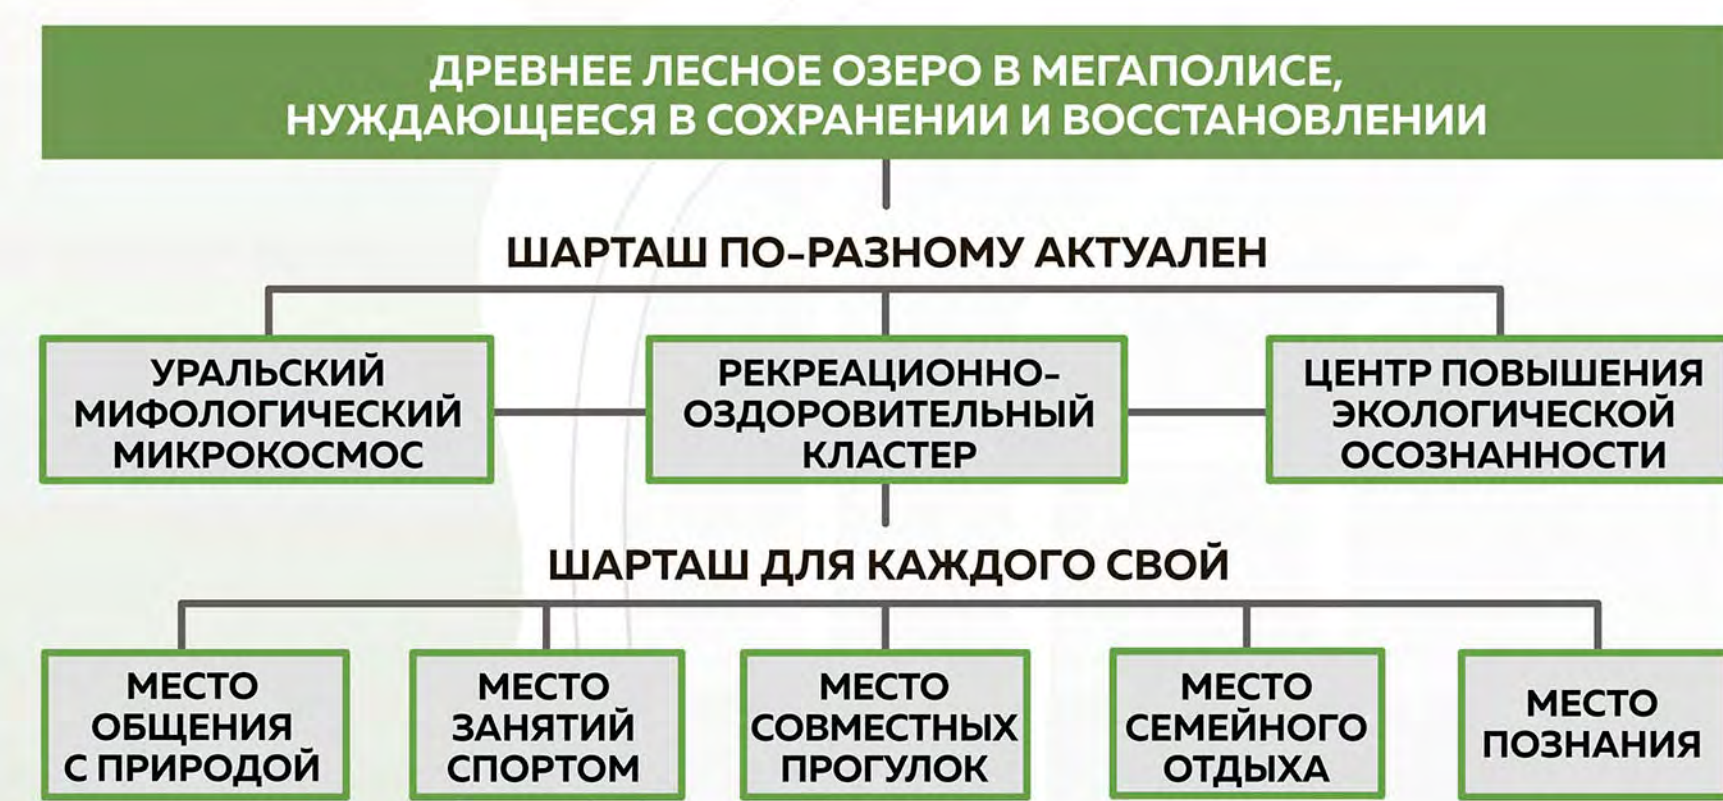 ДРЕВНЕЕ ЛЕСНОЕ ОЗЕРО В МЕГАПОЛИСЕ,
НУЖДАЮЩЕЕСЯ В СОХРАНЕНИИ И ВОССТАНОВЛЕНИИ
ШАРТАШ ПО-РАЗНОМУ АКТУАЛЕН
УРАЛЬСКИЙ
МИФОЛОГИЧЕСКИЙ
МИКРОКОСМОС
РЕКРЕАЦИОННО-
ОЗДОРОВИТЕЛЬНЫЙ
КЛАСТЕР
ЦЕНТР ПОВЫШЕНИЯ
ЭКОЛОГИЧЕСКОЙ
ОСОЗНАННОСТИ
ШАРТАШ ДЛЯ КАЖДОГО СВОЙ
МЕСТО
ОБЩЕНИЯ
С ПРИРОДОЙ
МЕСТО
ЗАНЯТИЙ
СПОРТОМ
МЕСТО
СОВМЕСТНЫХ
ПРОГУЛОК
МЕСТО
СЕМЕЙНОГО
ОТДЫХА
МЕСТО
ПОЗНАНИЯ